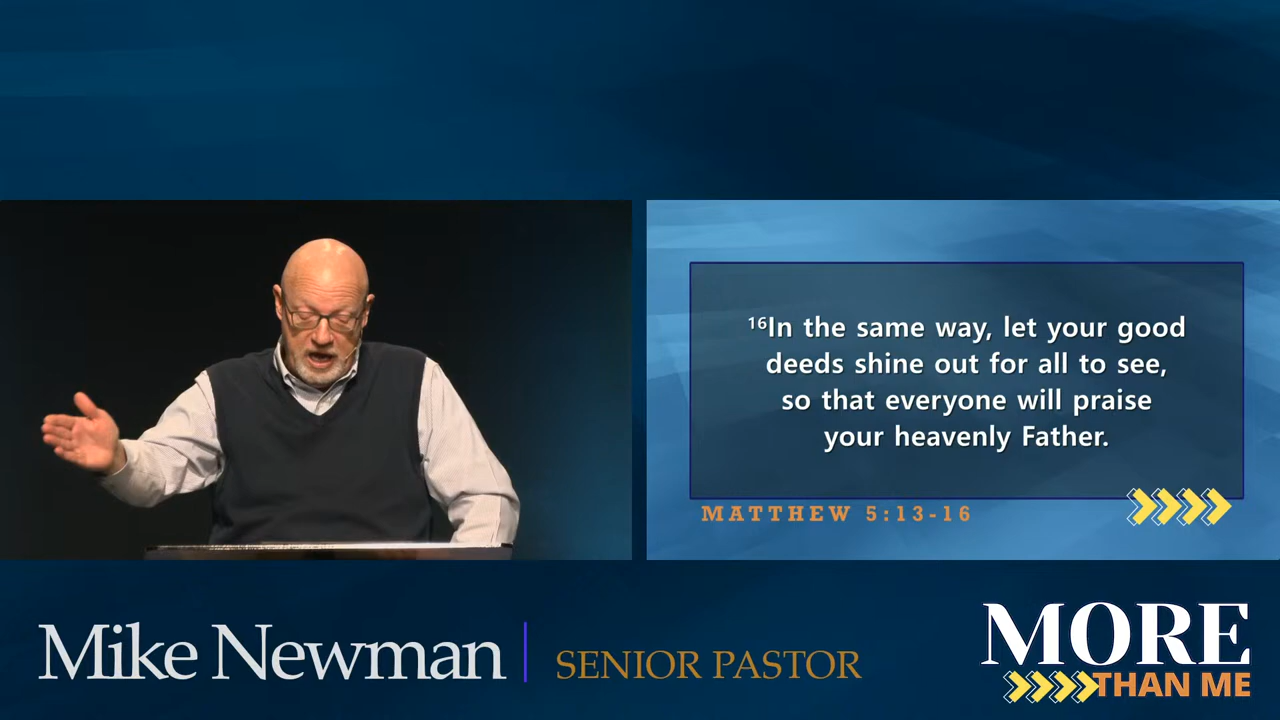 ¹⁶In the same way, let your good
deeds shine out for all to see,
so that everyone will praise
your heavenly Father.
MATTHEW 5:13-16
Mike Newman
SENIOR PASTOR
MORE
THAN ME